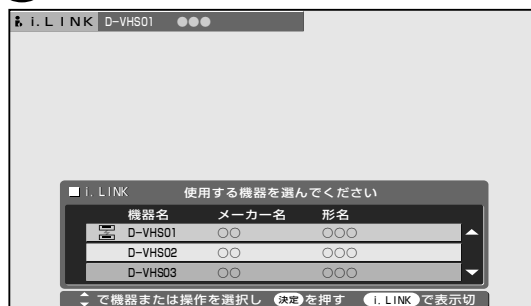 i.LINK D-VHS01 ●●●
i.LINK 使用する機器を選んでください
機器名 メーカー名 形名
D-VHS01 ○○ ○○○
D-VHS02 ○○ ○○○
D-VHS03 ○○ ○○○
で機器または操作を選択し 決定 を押す i.LINK で表示切